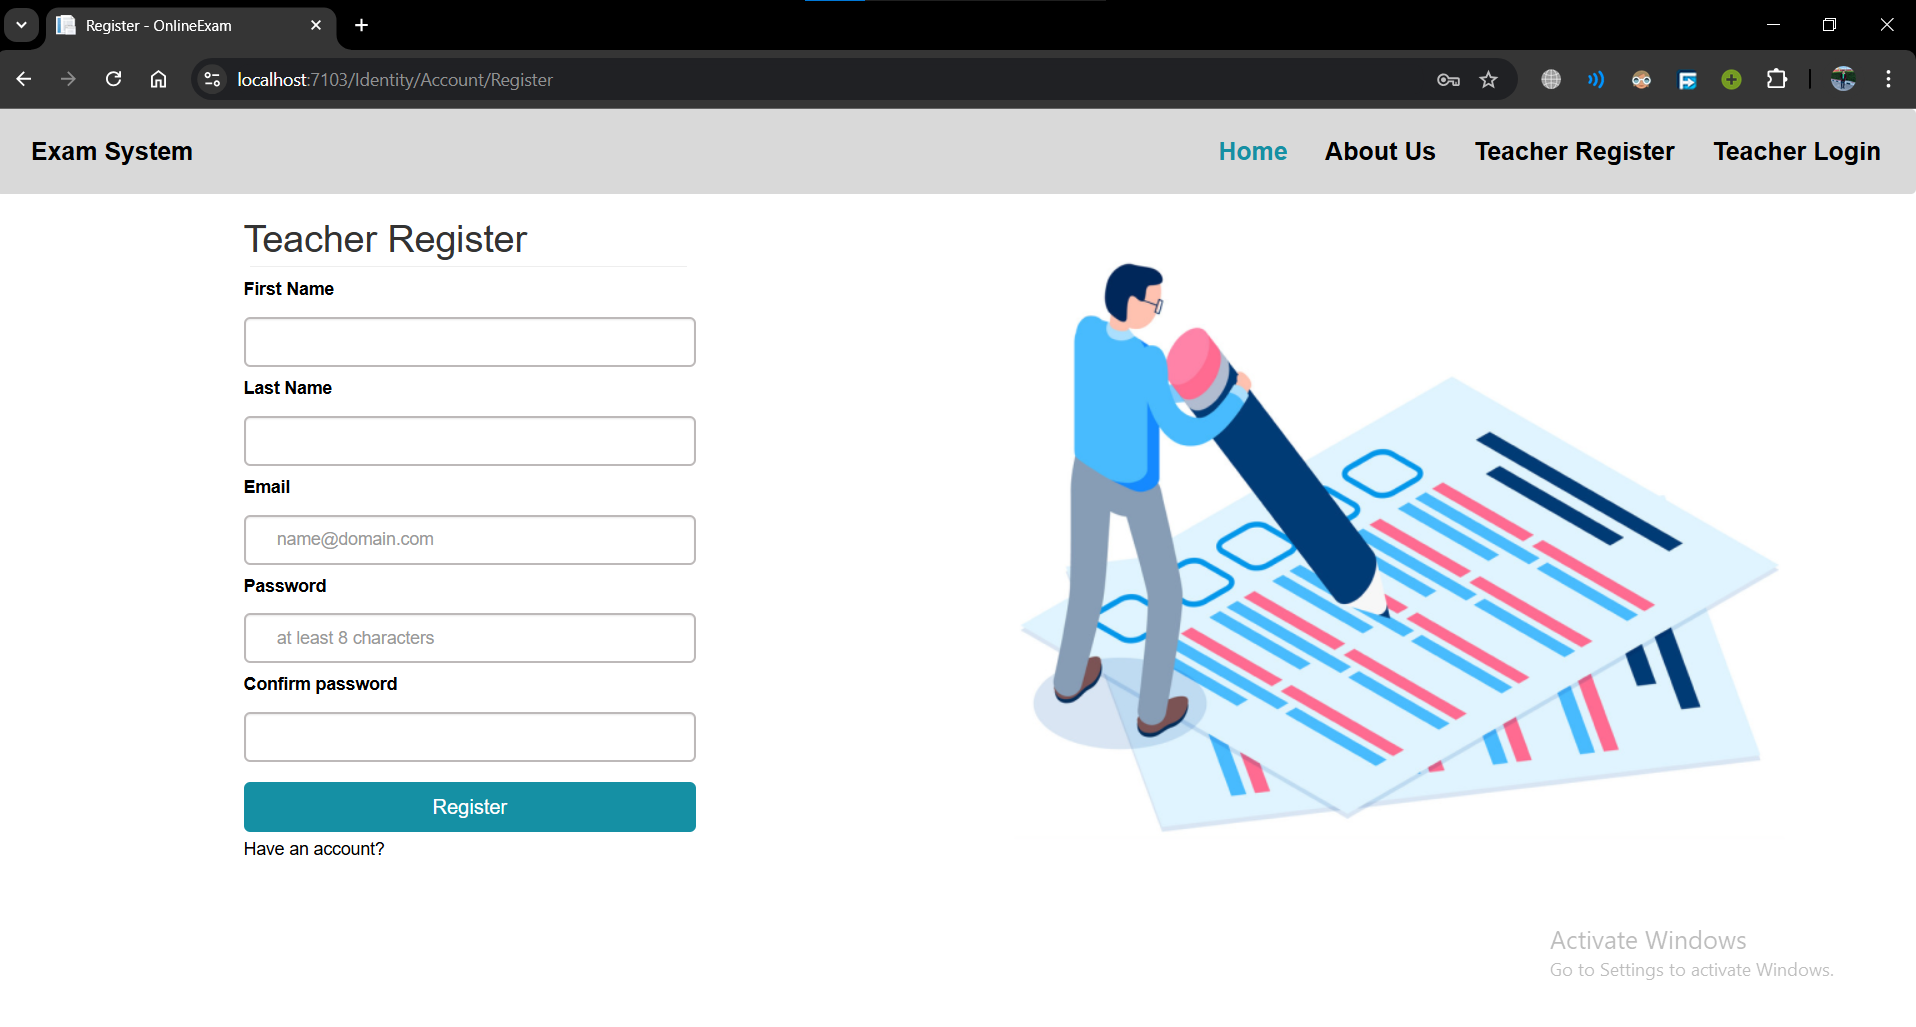 Register - OnlineExam
localhost:7103/Identity/Account/Register
Exam System
Home
About Us
Teacher Register
Teacher Login
Teacher Register
First Name
Last Name
Email
name@domain.com
Password
at least 8 characters
Confirm password
Register
Have an account?
Activate Windows
Go to Settings to activate Windows.